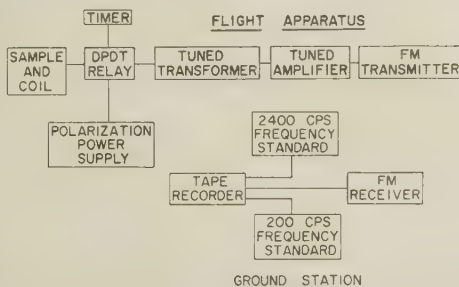 TIMER
FLIGHT APPARATUS
SAMPLE
AND
COIL
DPDT
RELAY
TUNED
TRANSFORMER
TUNED
AMPLIFIER
FM
TRANSMITTER
POLARIZATION
POWER
SUPPLY
2400 CPS
FREQUENCY
STANDARD
TAPE
RECORDER
FM
RECEIVER
200 CPS
FREQUENCY
STANDARD
GROUND STATION